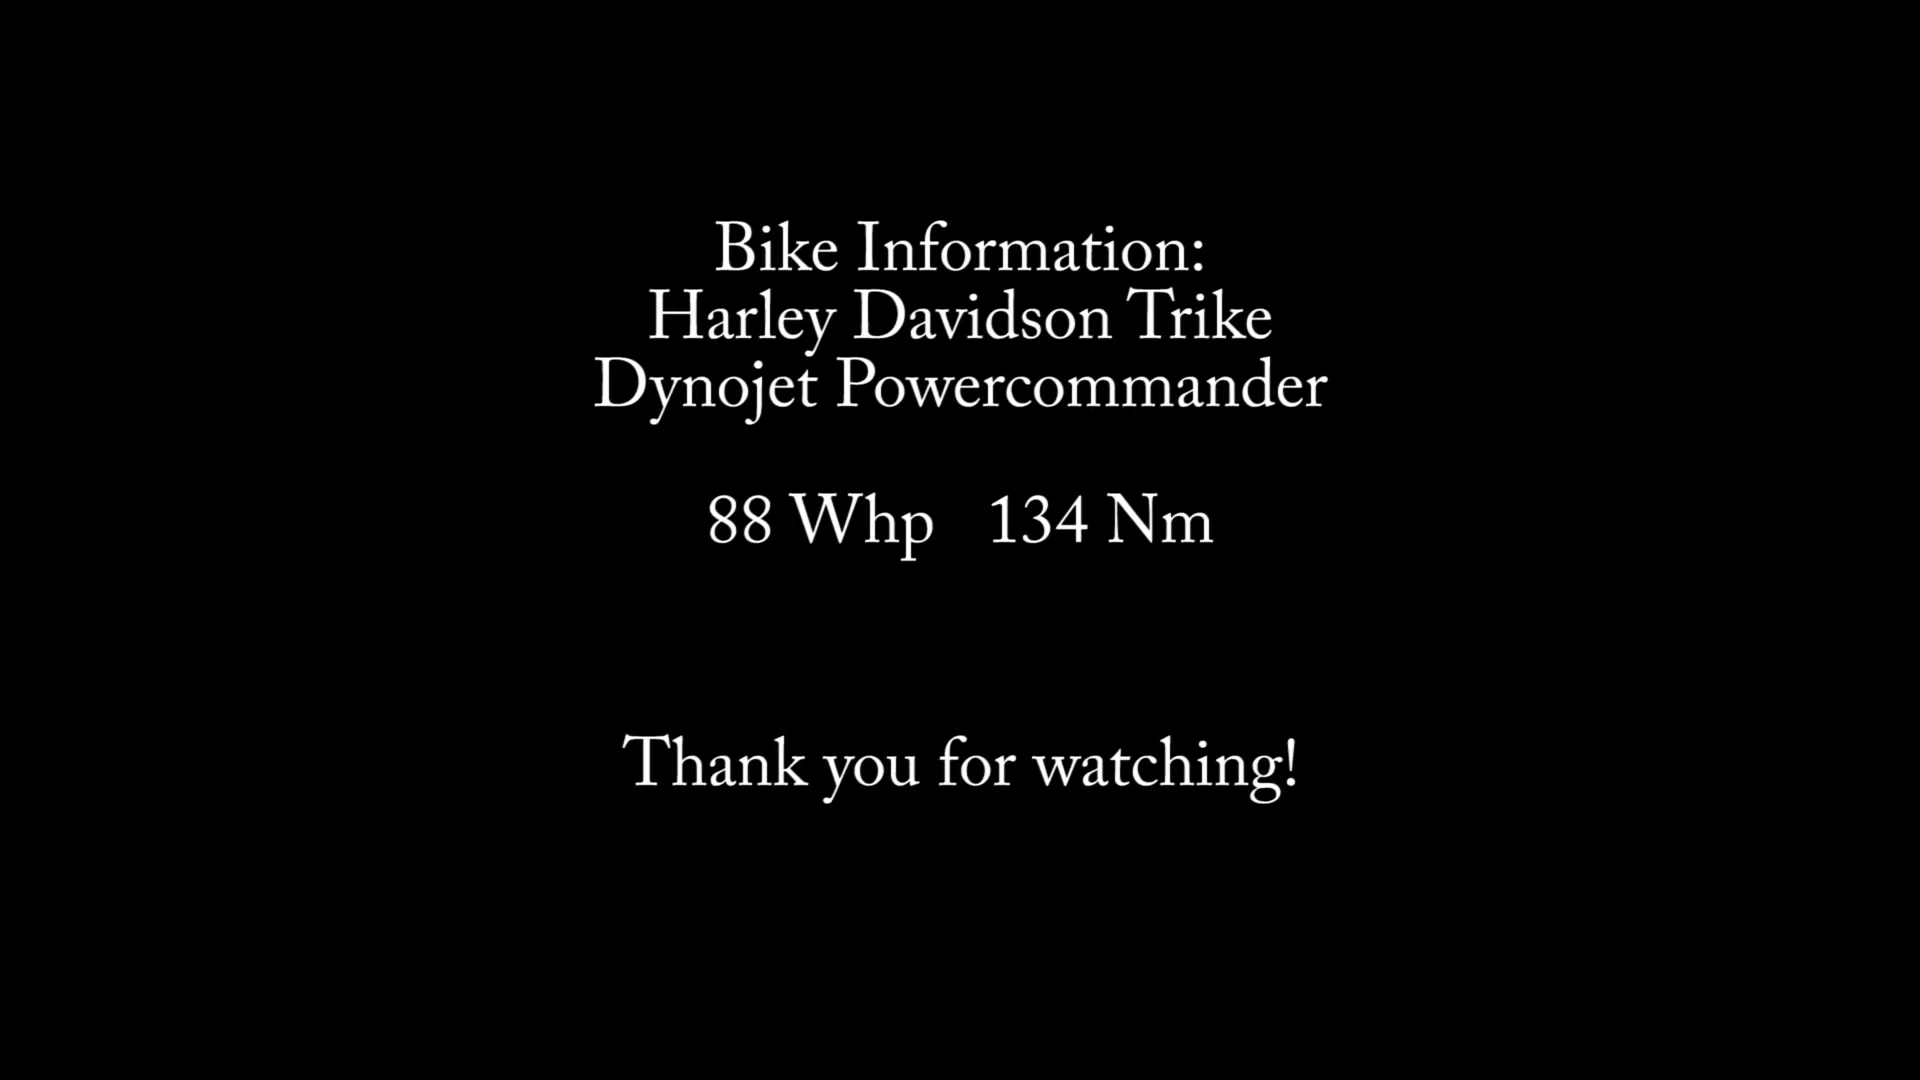 Bike Information:
Harley Davidson Trike
Dynojet Powercommander
88 Whp 134 Nm
Thank you for watching!